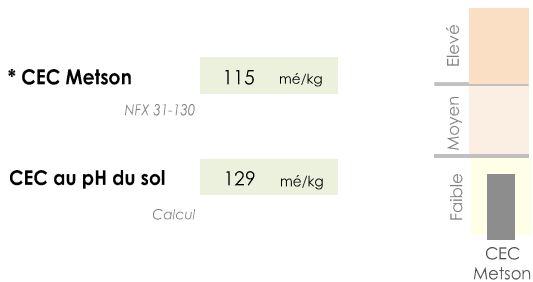 * CEC Metson 115 mé/kg
NFX 31-130
CEC au pH du sol 129 mé/kg
Calcul
Elevé
Moyen
Faible
CEC
Metson